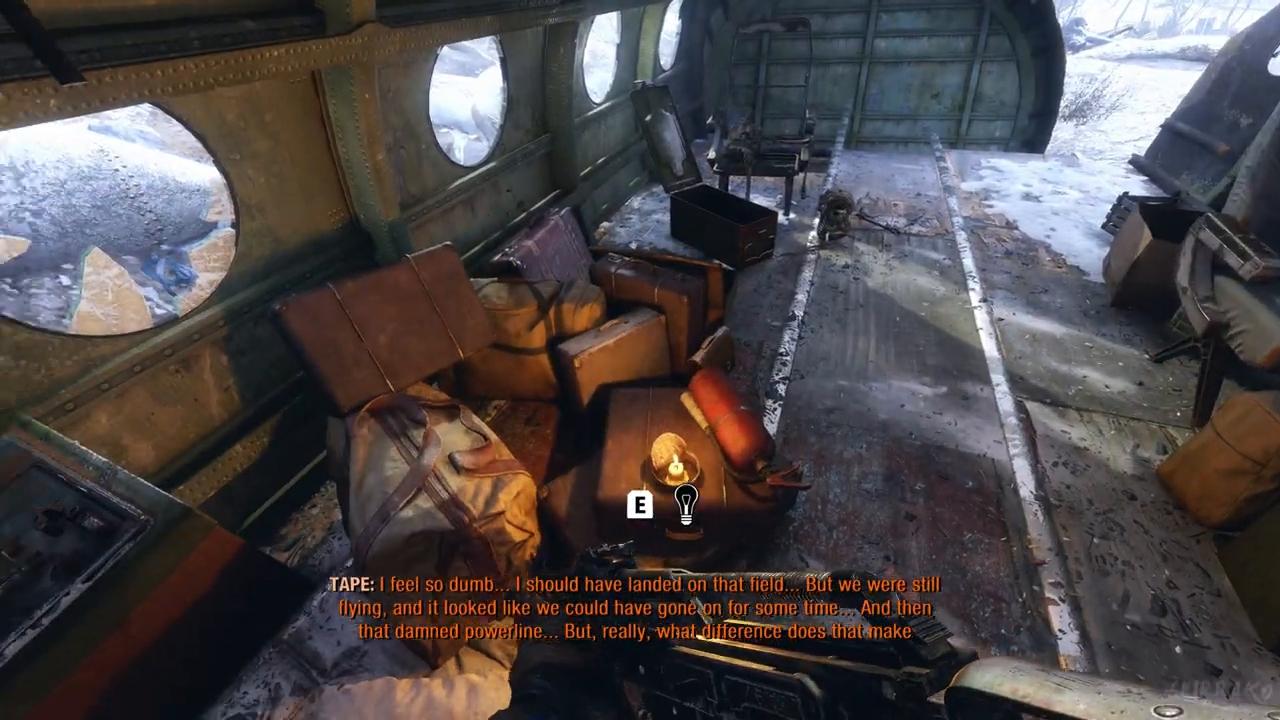 E
TAPE: I feel so dumb... I should have landed on that field... But we were still
flying, and it looked like we could have gone on for some time... And then
that damned powerline... But, really, what difference does that make